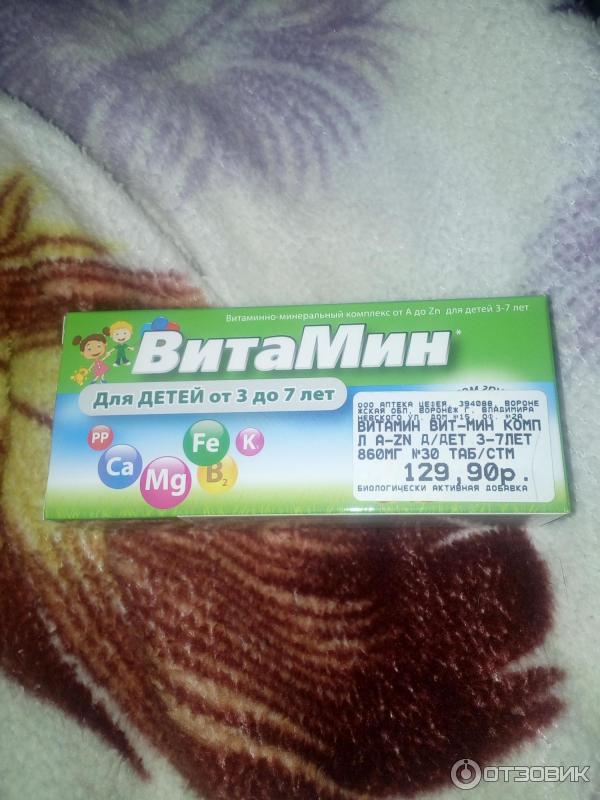 Витаминно-минеральный комплекс от А до Zn для детей 3-7 лет
ВитаМин*
Для ДЕТЕЙ от 3 до 7 лет
PP
Ca
Mg
Fe
B2
K
ООО АПТЕКА ЦЕДЕЯ, 394088, ВОРОНЕ
ЖСКАЯ ОБЛ, ВОРОНЕЖ Г, ВЛАДИМИРА
НЕВСКОГО УЛ, ДОМ №15, ОП. №2А
ВИТАМИН ВИТ-МИН КОМП
Л A-ZN Д/ДЕТ 3-7ЛЕТ
860МГ №30 ТАБ/СТМ
129,90р.
БИОЛОГИЧЕСКИ АКТИВНАЯ ДОБАВКА
ОТЗОВИК